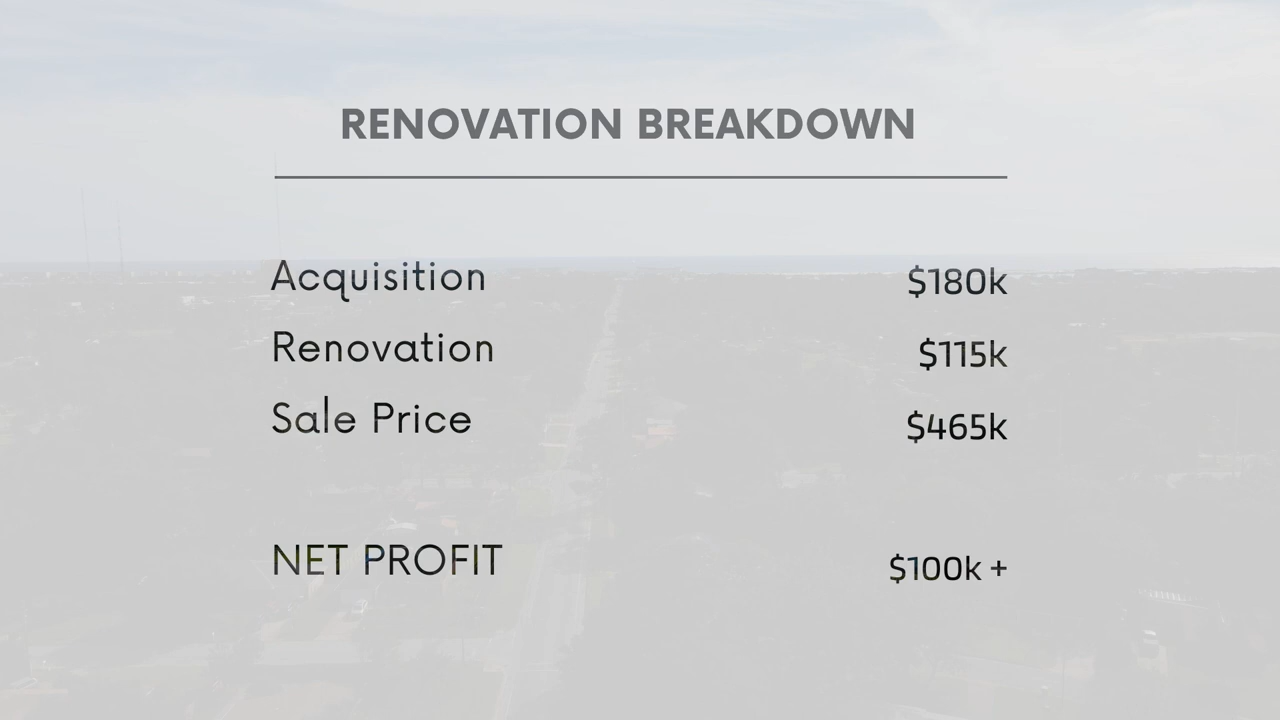 RENOVATION BREAKDOWN
Acquisition $180k
Renovation $115k
Sale Price $465k
NET PROFIT $100k +